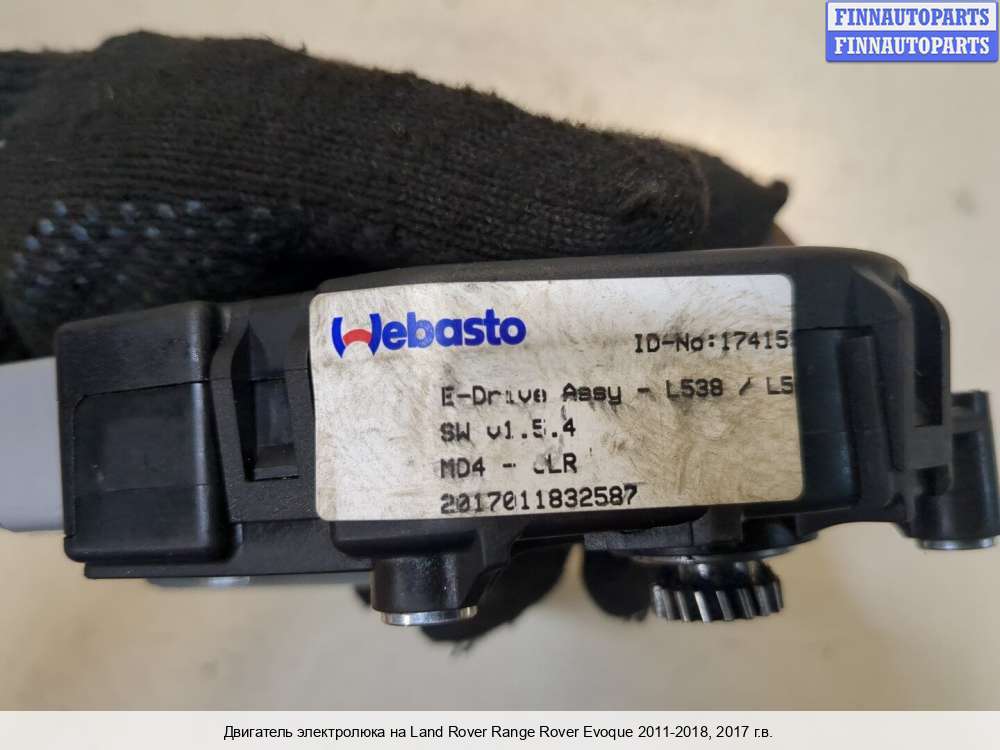 FINNAUTOPARTS
FINNAUTOPARTS
Webasto
ID-No:17415
E-Drive Assy - L538 / L5
SW v1.5.4
MD4 - JLR
2017011832587
Двигатель электролюка на Land Rover Range Rover Evoque 2011-2018, 2017 г.в.